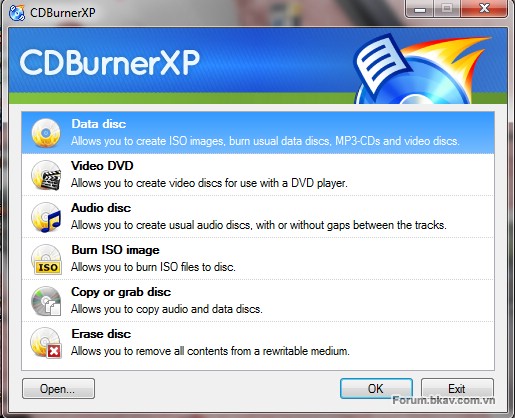 CDBurnerXP
CDBurnerXP
Data disc
Allows you to create ISO images, burn usual data discs, MP3-CDs and video discs.
Video DVD
Allows you to create video discs for use with a DVD player.
Audio disc
Allows you to create usual audio discs, with or without gaps between the tracks.
ISO
Burn ISO image
Allows you to burn ISO files to disc.
Copy or grab disc
Allows you to copy audio and data discs.
Erase disc
Allows you to remove all contents from a rewritable medium.
Open... OK Exit
Forum.bkav.com.vn